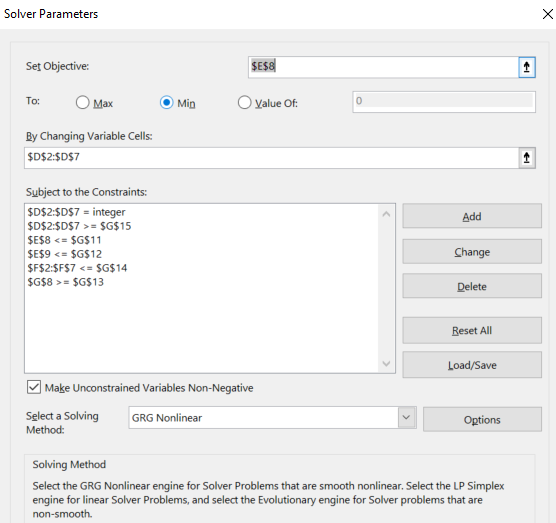 Solver Parameters
Set Objective: $E$8
To: Max Min Value Of: 0
By Changing Variable Cells:
$D$2:$D$7
Subject to the Constraints:
$D$2:$D$7 = integer
$D$2:$D$7 >= $G$15
$E$8 <= $G$11
$E$9 <= $G$12
$F$2:$F$7 <= $G$14
$G$8 >= $G$13
Add
Change
Delete
Reset All
Load/Save
Make Unconstrained Variables Non-Negative
Select a Solving
Method:
GRG Nonlinear
Options
Solving Method
Select the GRG Nonlinear engine for Solver Problems that are smooth nonlinear. Select the LP Simplex
engine for linear Solver Problems, and select the Evolutionary engine for Solver problems that are
non-smooth.